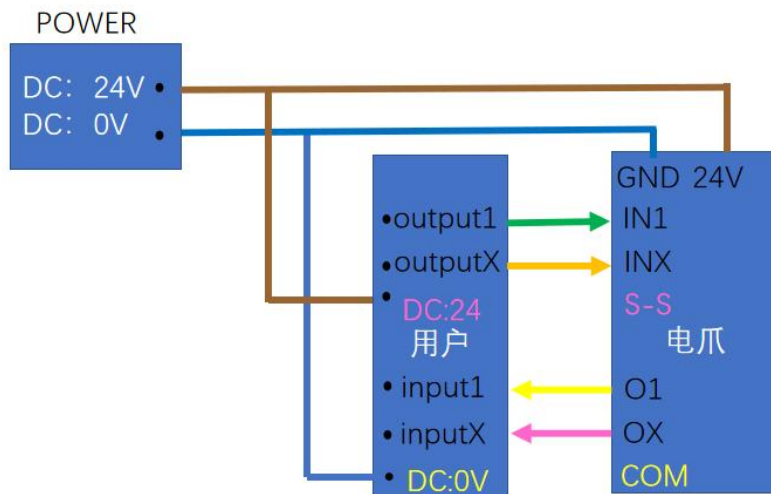 POWER
DC: 24V
DC: 0V
output1
outputX
DC:24
用户
input1
inputX
DC:0V
GND 24V
IN1
INX
S-S
电爪
O1
OX
COM